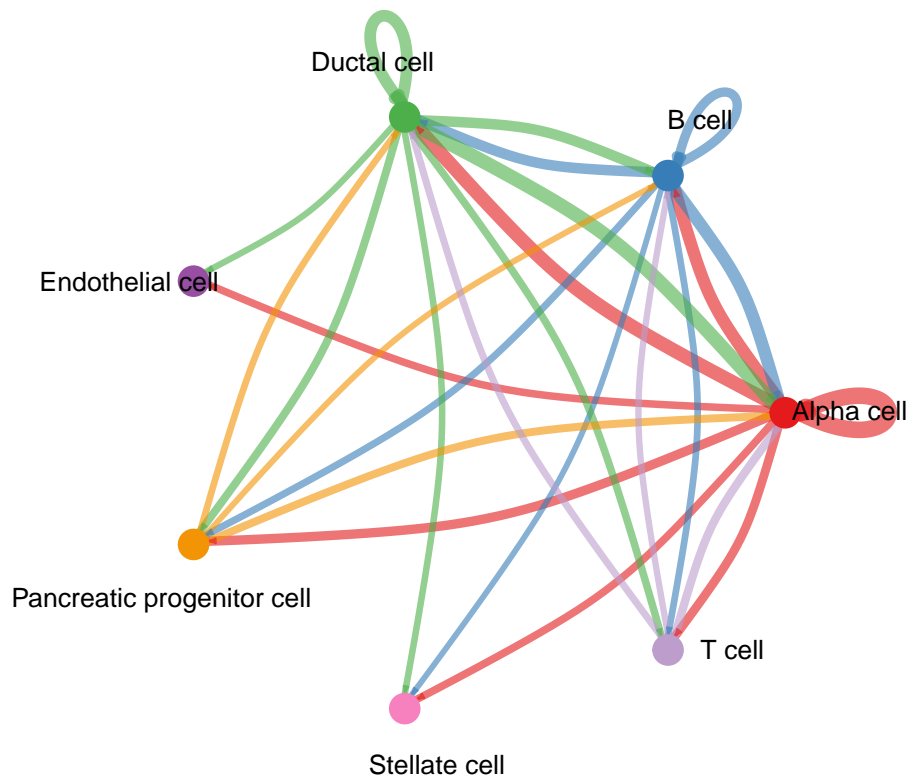 Ductal cell
B cell
Endothelial cell
Alpha cell
Pancreatic progenitor cell
T cell
Stellate cell